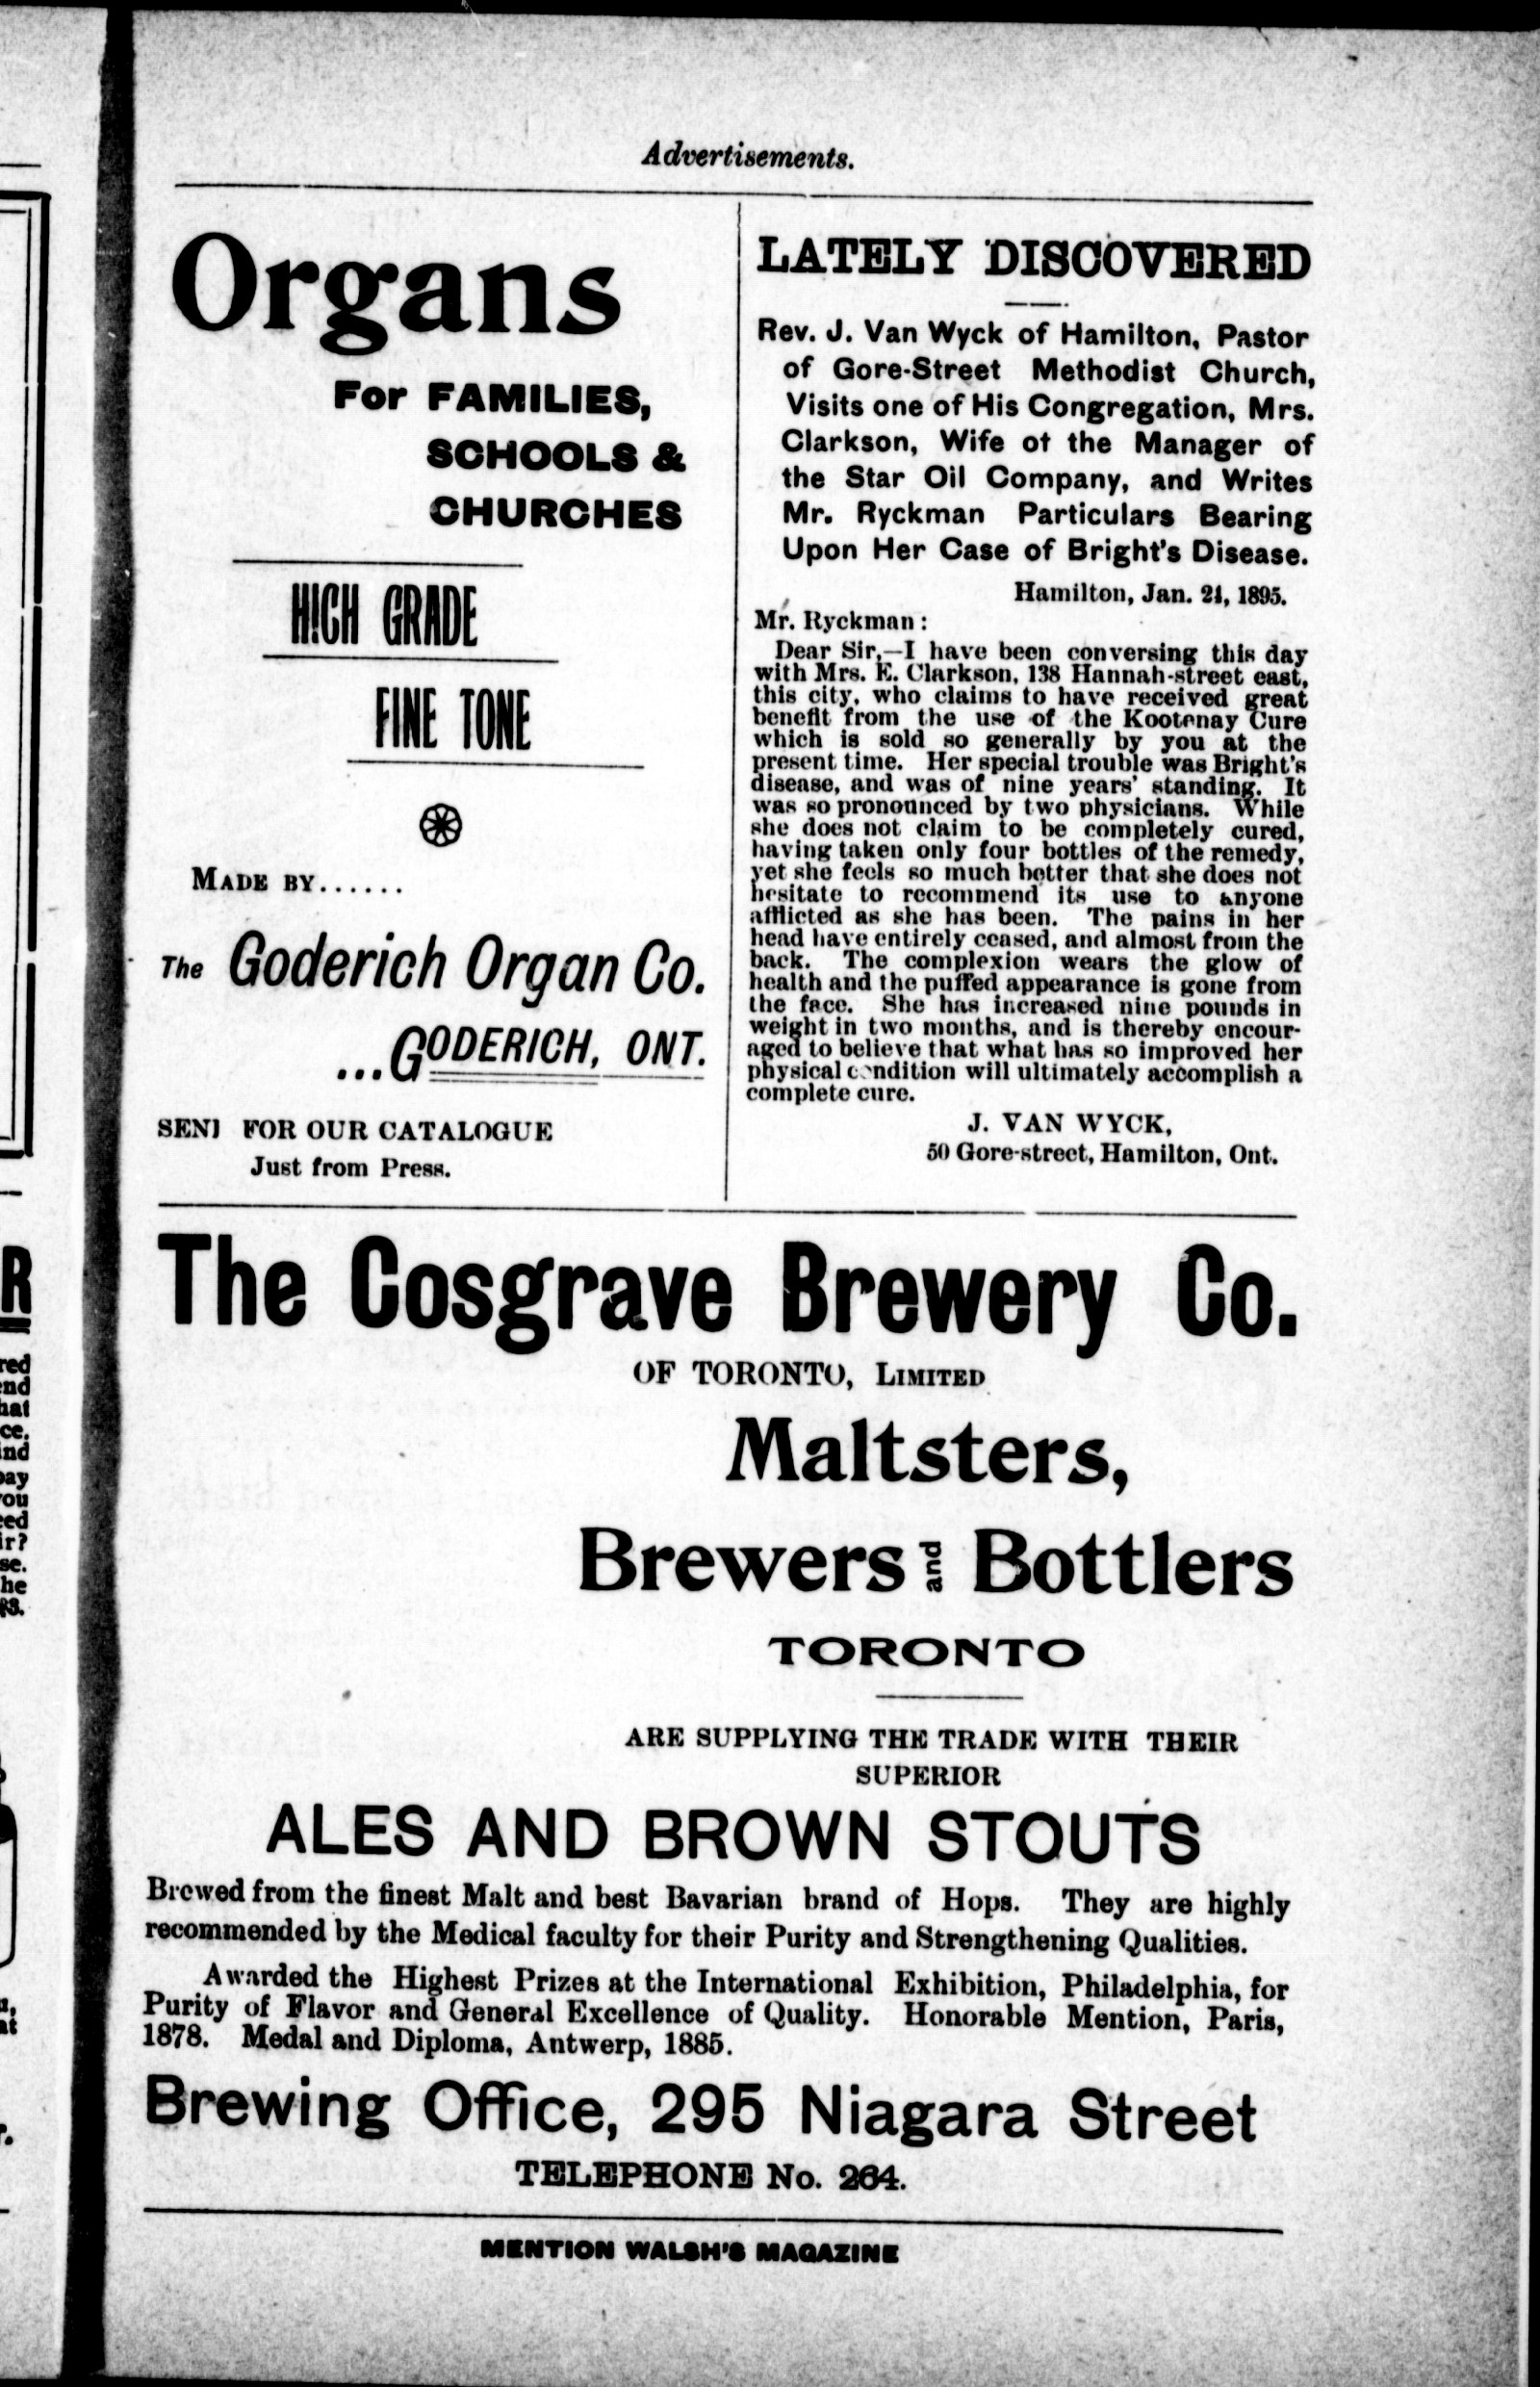 Advertisements.
Organs
For FAMILIES,
SCHOOLS &
CHURCHES
HIGH GRADE
FINE TONE
MADE BY......
The Goderich Organ Co.
...GODERICH, ONT.
SEND FOR OUR CATALOGUE
Just from Press.
LATELY DISCOVERED
Rev. J. Van Wyck of Hamilton, Pastor
of Gore-Street Methodist Church,
Visits one of His Congregation, Mrs.
Clarkson, Wife of the Manager of
the Star Oil Company, and Writes
Mr. Ryckman Particulars Bearing
Upon Her Case of Bright's Disease.
Hamilton, Jan. 21, 1895.
Mr. Ryckman:
Dear Sir,—I have been conversing this day
with Mrs. E. Clarkson, 138 Hannah-street east,
this city, who claims to have received great
benefit from the use of the Kootenay Cure
which is sold so generally by you at the
present time. Her special trouble was Bright's
disease, and was of nine years' standing. It
was so pronounced by two physicians. While
she does not claim to be completely cured,
having taken only four bottles of the remedy,
yet she feels so much better that she does not
hesitate to recommend its use to anyone
afflicted as she has been. The pains in her
head have entirely ceased, and almost from the
back. The complexion wears the glow of
health and the puffed appearance is gone from
the face. She has increased nine pounds in
weight in two months, and is thereby encour-
aged to believe that what has so improved her
physical condition will ultimately accomplish a
complete cure.
J. VAN WYCK,
50 Gore-street, Hamilton, Ont.
The Cosgrave Brewery Co.
OF TORONTO, LIMITED
Maltsters,
Brewers and Bottlers
TORONTO
ARE SUPPLYING THE TRADE WITH THEIR
SUPERIOR
ALES AND BROWN STOUTS
Brewed from the finest Malt and best Bavarian brand of Hops. They are highly
recommended by the Medical faculty for their Purity and Strengthening Qualities.
Awarded the Highest Prizes at the International Exhibition, Philadelphia, for
Purity of Flavor and General Excellence of Quality. Honorable Mention, Paris,
1878. Medal and Diploma, Antwerp, 1885.
Brewing Office, 295 Niagara Street
TELEPHONE No. 264.
MENTION WALSH'S MAGAZINE